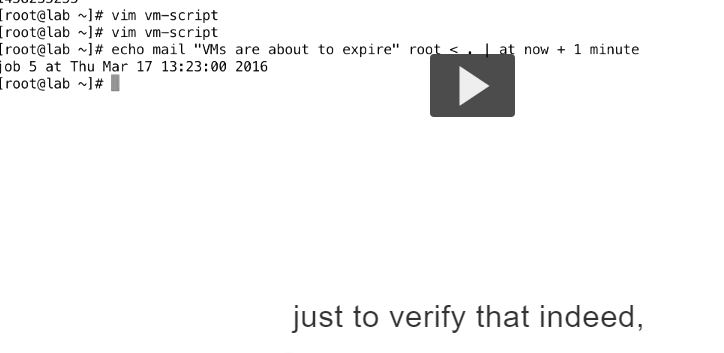 [root@lab ~]# vim vm-script
[root@lab ~]# vim vm-script
[root@lab ~]# echo mail "VMs are about to expire" root < . | at now + 1 minute
job 5 at Thu Mar 17 13:23:00 2016
[root@lab ~]#
just to verify that indeed,